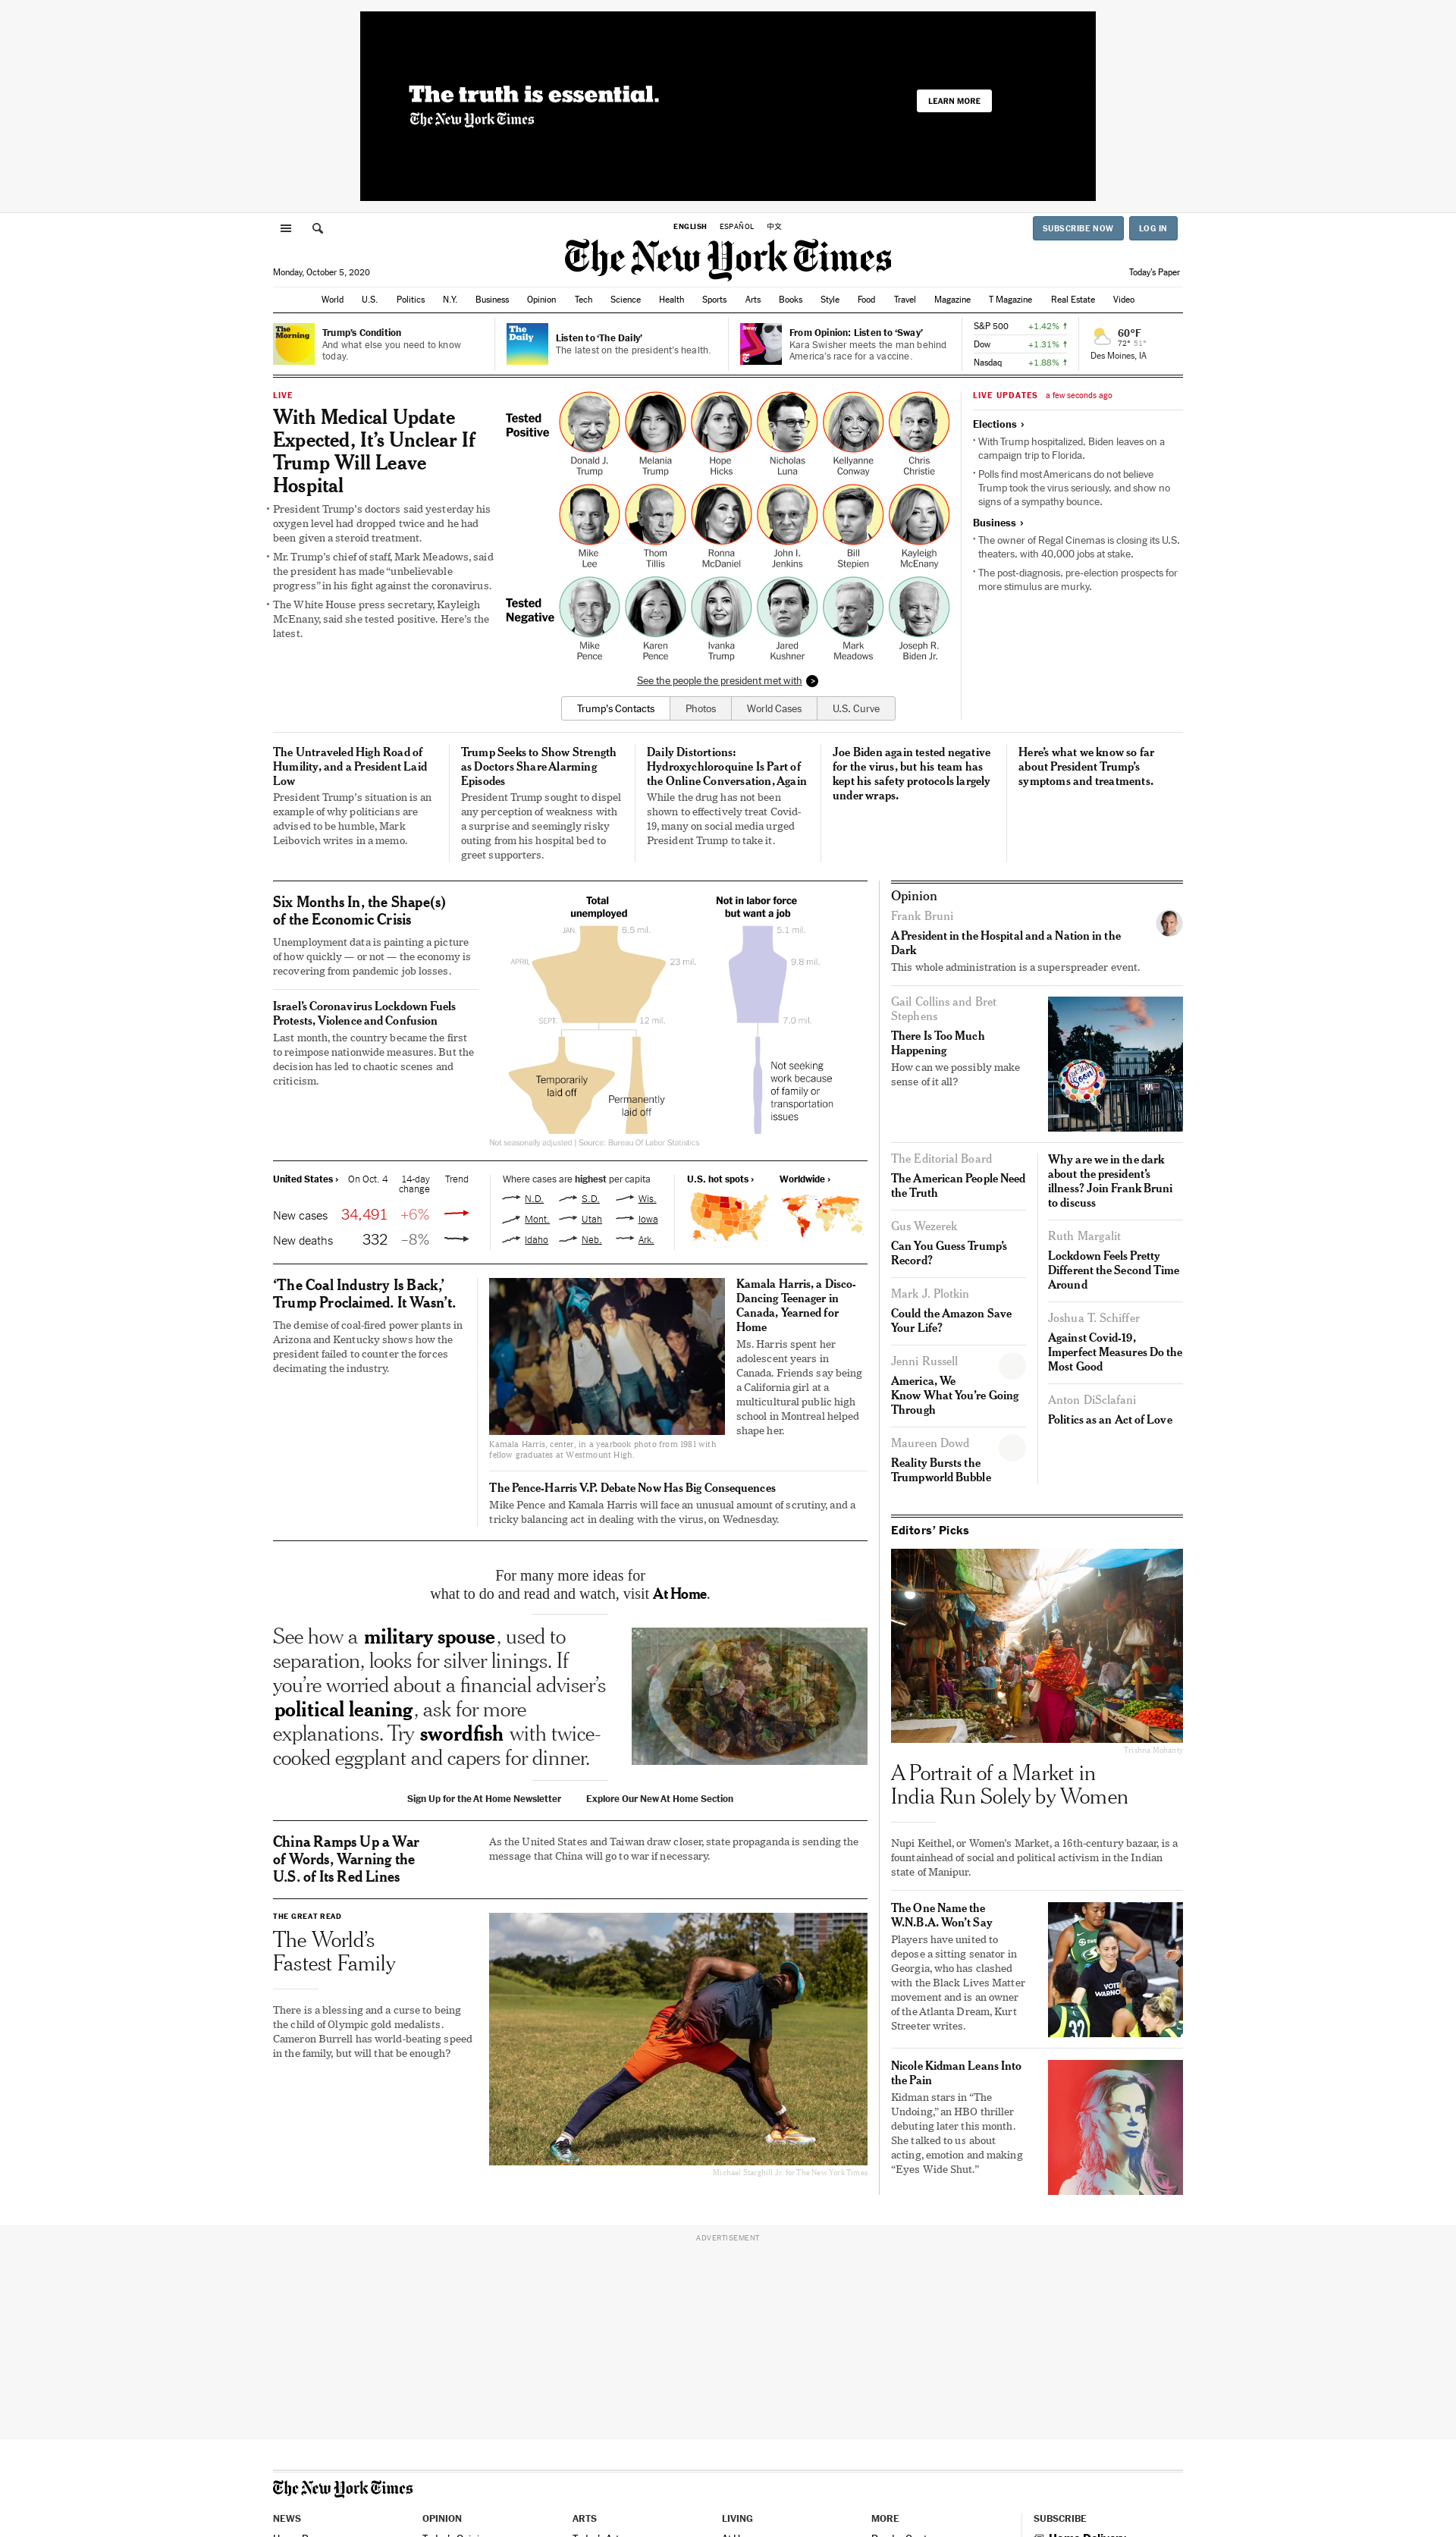 The truth is essential.
The New York Times
LEARN MORE
ENGLISH ESPAÑOL 中文
SUBSCRIBE NOW LOG IN
The New York Times
Monday, October 5, 2020
Today's Paper
World U.S. Politics N.Y. Business Opinion Tech Science Health Sports Arts Books Style Food Travel Magazine T Magazine Real Estate Video
The
Morning
Trump's Condition
And what else you need to know
today.
The
Daily
Listen to 'The Daily'
The latest on the president's health.
Sway
From Opinion: Listen to 'Sway'
Kara Swisher meets the man behind
America's race for a vaccine.
S&P 500 +1.42% ↑
Dow +1.31% ↑
Nasdaq +1.88% ↑
60°F
72° 51°
Des Moines, IA
LIVE
With Medical Update
Expected, It's Unclear If
Trump Will Leave
Hospital
• President Trump's doctors said yesterday his
oxygen level had dropped twice and he had
been given a steroid treatment.
• Mr. Trump's chief of staff, Mark Meadows, said
the president has made "unbelievable
progress" in his fight against the coronavirus.
• The White House press secretary, Kayleigh
McEnany, said she tested positive. Here's the
latest.
Tested
Positive
Donald J.
Trump
Melania
Trump
Hope
Hicks
Nicholas
Luna
Kellyanne
Conway
Chris
Christie
Mike
Lee
Thom
Tillis
Ronna
McDaniel
John I.
Jenkins
Bill
Stepien
Kayleigh
McEnany
Tested
Negative
Mike
Pence
Karen
Pence
Ivanka
Trump
Jared
Kushner
Mark
Meadows
Joseph R.
Biden Jr.
See the people the president met with >
Trump's Contacts Photos World Cases U.S. Curve
LIVE UPDATES a few seconds ago
Elections ›
• With Trump hospitalized, Biden leaves on a
campaign trip to Florida.
• Polls find most Americans do not believe
Trump took the virus seriously, and show no
signs of a sympathy bounce.
Business ›
• The owner of Regal Cinemas is closing its U.S.
theaters, with 40,000 jobs at stake.
• The post-diagnosis, pre-election prospects for
more stimulus are murky.
The Untraveled High Road of
Humility, and a President Laid
Low
President Trump's situation is an
example of why politicians are
advised to be humble, Mark
Leibovich writes in a memo.
Trump Seeks to Show Strength
as Doctors Share Alarming
Episodes
President Trump sought to dispel
any perception of weakness with
a surprise and seemingly risky
outing from his hospital bed to
greet supporters.
Daily Distortions:
Hydroxychloroquine Is Part of
the Online Conversation, Again
While the drug has not been
shown to effectively treat Covid-
19, many on social media urged
President Trump to take it.
Joe Biden again tested negative
for the virus, but his team has
kept his safety protocols largely
under wraps.
Here's what we know so far
about President Trump's
symptoms and treatments.
Six Months In, the Shape(s)
of the Economic Crisis
Unemployment data is painting a picture
of how quickly — or not — the economy is
recovering from pandemic job losses.
Israel's Coronavirus Lockdown Fuels
Protests, Violence and Confusion
Last month, the country became the first
to reimpose nationwide measures. But the
decision has led to chaotic scenes and
criticism.
Total
unemployed
Not in labor force
but want a job
JAN. 6.5 mil. 5.1 mil.
APRIL 23 mil. 9.8 mil.
SEPT. 12 mil. 7.0 mil.
Temporarily
laid off
Permanently
laid off
Not seeking
work because
of family or
transportation
issues
Not seasonally adjusted | Source: Bureau Of Labor Statistics
United States › On Oct. 4 14-day
change Trend
New cases 34,491 +6%
New deaths 332 –8%
Where cases are highest per capita
N.D. S.D. Wis.
Mont. Utah Iowa
Idaho Neb. Ark.
U.S. hot spots › Worldwide ›
'The Coal Industry Is Back,'
Trump Proclaimed. It Wasn't.
The demise of coal-fired power plants in
Arizona and Kentucky shows how the
president failed to counter the forces
decimating the industry.
Kamala Harris, center, in a yearbook photo from 1981 with
fellow graduates at Westmount High.
Kamala Harris, a Disco-
Dancing Teenager in
Canada, Yearned for
Home
Ms. Harris spent her
adolescent years in
Canada. Friends say being
a California girl at a
multicultural public high
school in Montreal helped
shape her.
The Pence-Harris V.P. Debate Now Has Big Consequences
Mike Pence and Kamala Harris will face an unusual amount of scrutiny, and a
tricky balancing act in dealing with the virus, on Wednesday.
For many more ideas for
what to do and read and watch, visit At Home.
See how a military spouse, used to
separation, looks for silver linings. If
you're worried about a financial adviser's
political leaning, ask for more
explanations. Try swordfish with twice-
cooked eggplant and capers for dinner.
Sign Up for the At Home Newsletter Explore Our New At Home Section
China Ramps Up a War
of Words, Warning the
U.S. of Its Red Lines
As the United States and Taiwan draw closer, state propaganda is sending the
message that China will go to war if necessary.
THE GREAT READ
The World's
Fastest Family
There is a blessing and a curse to being
the child of Olympic gold medalists.
Cameron Burrell has world-beating speed
in the family, but will that be enough?
Michael Starghill Jr. for The New York Times
Opinion
Frank Bruni
A President in the Hospital and a Nation in the
Dark
This whole administration is a superspreader event.
Gail Collins and Bret
Stephens
There Is Too Much
Happening
How can we possibly make
sense of it all?
The Editorial Board
The American People Need
the Truth
Gus Wezerek
Can You Guess Trump's
Record?
Mark J. Plotkin
Could the Amazon Save
Your Life?
Jenni Russell
America, We
Know What You're Going
Through
Maureen Dowd
Reality Bursts the
Trumpworld Bubble
Why are we in the dark
about the president's
illness? Join Frank Bruni
to discuss
Ruth Margalit
Lockdown Feels Pretty
Different the Second Time
Around
Joshua T. Schiffer
Against Covid-19,
Imperfect Measures Do the
Most Good
Anton DiSclafani
Politics as an Act of Love
Editors' Picks
Trishna Mohanty
A Portrait of a Market in
India Run Solely by Women
Nupi Keithel, or Women's Market, a 16th-century bazaar, is a
fountainhead of social and political activism in the Indian
state of Manipur.
The One Name the
W.N.B.A. Won't Say
Players have united to
depose a sitting senator in
Georgia, who has clashed
with the Black Lives Matter
movement and is an owner
of the Atlanta Dream, Kurt
Streeter writes.
VOTE
WARNOCK
32
Nicole Kidman Leans Into
the Pain
Kidman stars in "The
Undoing," an HBO thriller
debuting later this month.
She talked to us about
acting, emotion and making
"Eyes Wide Shut."
ADVERTISEMENT
The New York Times
NEWS OPINION ARTS LIVING MORE SUBSCRIBE